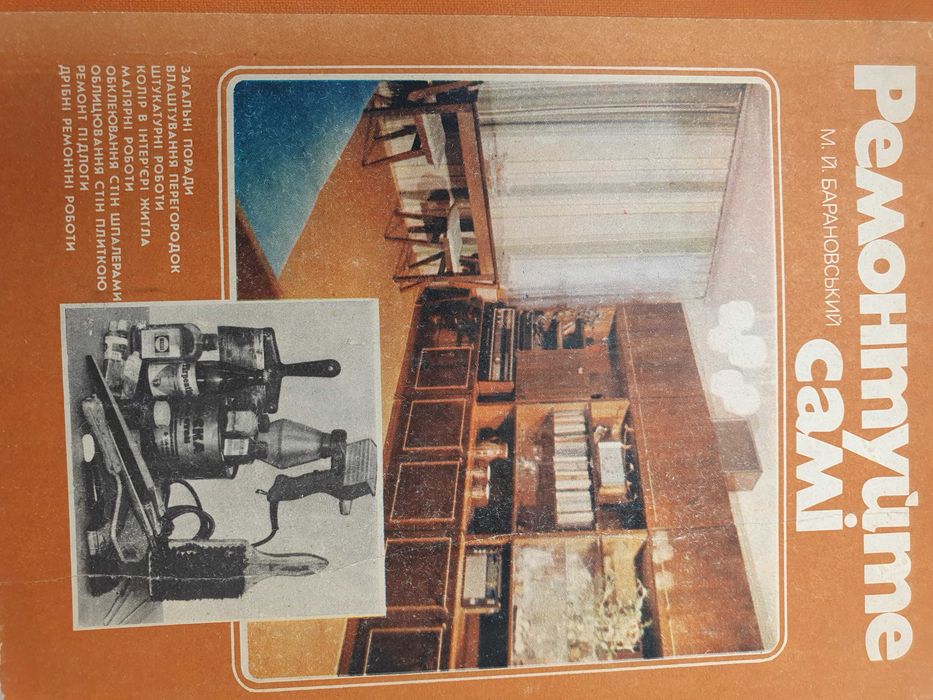 М. Й. БАРАНОВСЬКИЙ
Ремонтуйте
самі
ЗАГАЛЬНІ ПОРАДИ
ВЛАШТУВАННЯ ПЕРЕГОРОДОК
ШТУКАТУРНІ РОБОТИ
КОЛІР В ІНТЕР'ЄРІ ЖИТЛА
МАЛЯРНІ РОБОТИ
ОБКЛЕЮВАННЯ СТІН ШПАЛЕРАМИ
ОБЛИЦЮВАННЯ СТІН ПЛИТКОЮ
РЕМОНТ ПІДЛОГИ
ДРІБНІ РЕМОНТНІ РОБОТИ